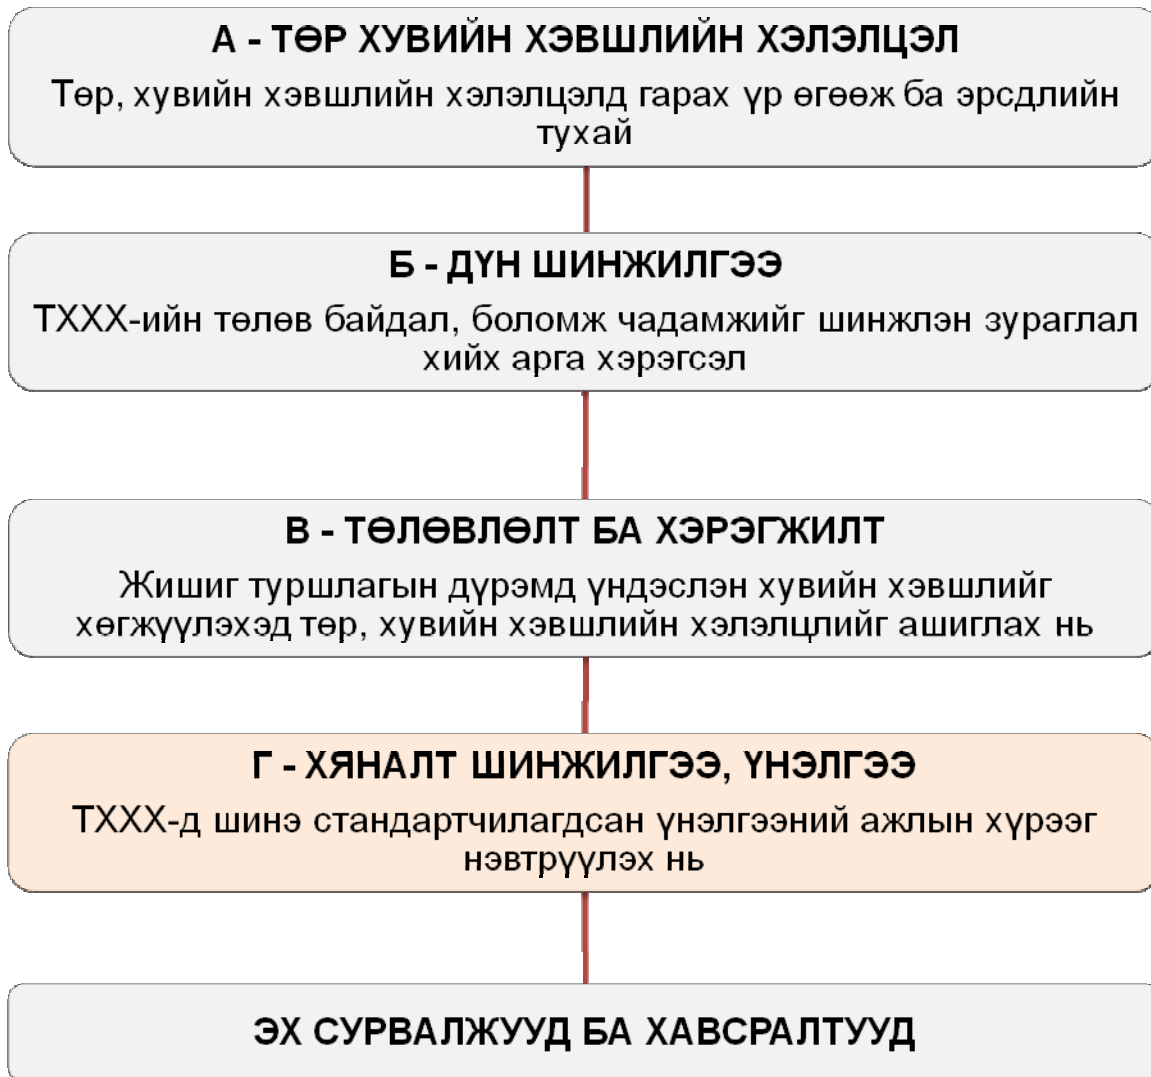 А - ТӨР ХУВИЙН ХЭВШЛИЙН ХЭЛЭЛЦЭЛ
Төр, хувийн хэвшлийн хэлэлцэлд гарах үр өгөөж ба эрсдлийн
тухай
Б - ДҮН ШИНЖИЛГЭЭ
ТХХХ-ийн төлөв байдал, боломж чадамжийг шинжлэн зураглал
хийх арга хэрэгсэл
В - ТӨЛӨВЛӨЛТ БА ХЭРЭГЖИЛТ
Жишиг туршлагын дүрэмд үндэслэн хувийн хэвшлийг
хөгжүүлэхэд төр, хувийн хэвшлийн хэлэлцлийг ашиглах нь
Г - ХЯНАЛТ ШИНЖИЛГЭЭ, ҮНЭЛГЭЭ
ТХХХ-д шинэ стандартчилагдсан үнэлгээний ажлын хүрээг
нэвтрүүлэх нь
ЭХ СУРВАЛЖУУД БА ХАВСРАЛТУУД